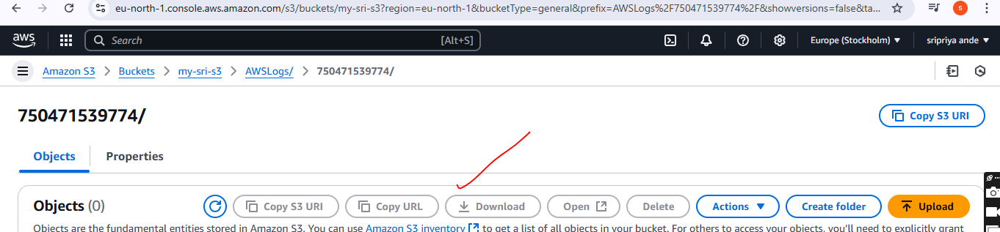 eu-north-1.console.aws.amazon.com/s3/buckets/my-sri-s3?region=eu-north-1&bucketType=general&prefix=AWSLogs%2F750471539774%2F&showversions=false&ta... S
aws Search [Alt+S] Europe (Stockholm) sripriya ande
Amazon S3 > Buckets > my-sri-s3 > AWSLogs/ > 750471539774/
750471539774/ Copy S3 URI
Objects Properties
Objects (0) Copy S3 URI Copy URL Download Open Delete Actions Create folder Upload
Objects are the fundamental entities stored in Amazon S3. You can use Amazon S3 inventory to get a list of all objects in your bucket. For others to access your objects, you'll need to explicitly grant